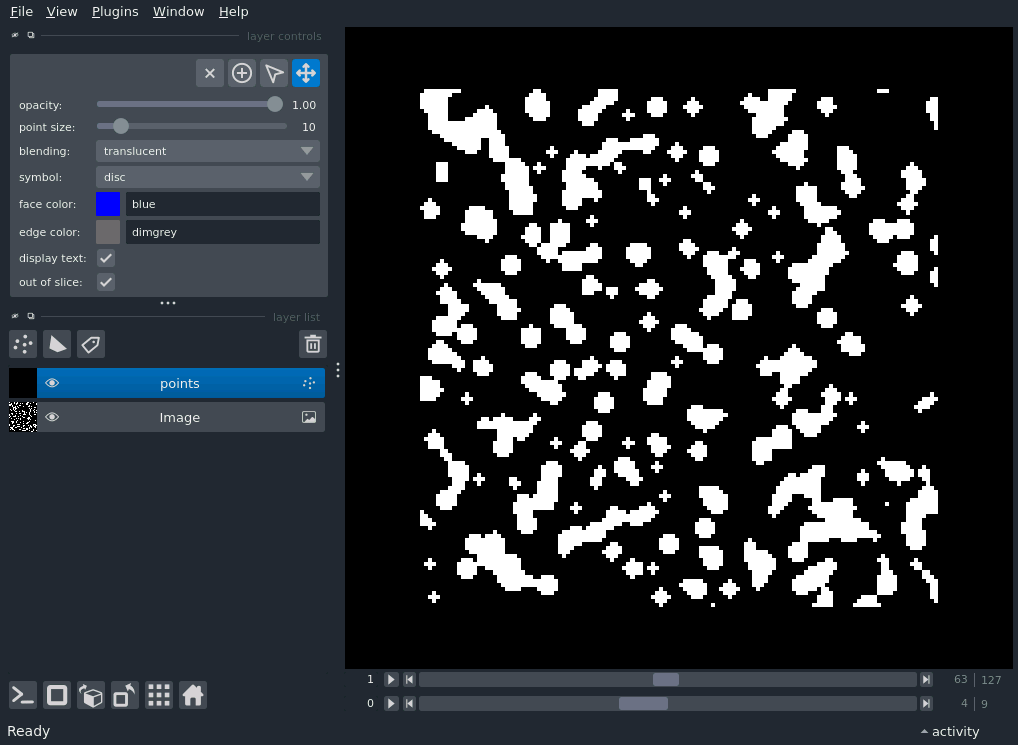 File View Plugins Window Help
layer controls
opacity: 1.00
point size: 10
blending: translucent
symbol: disc
face color: blue
edge color: dimgrey
display text:
out of slice:
layer list
points
Image
1 63 | 127
0 4 | 9
Ready activity